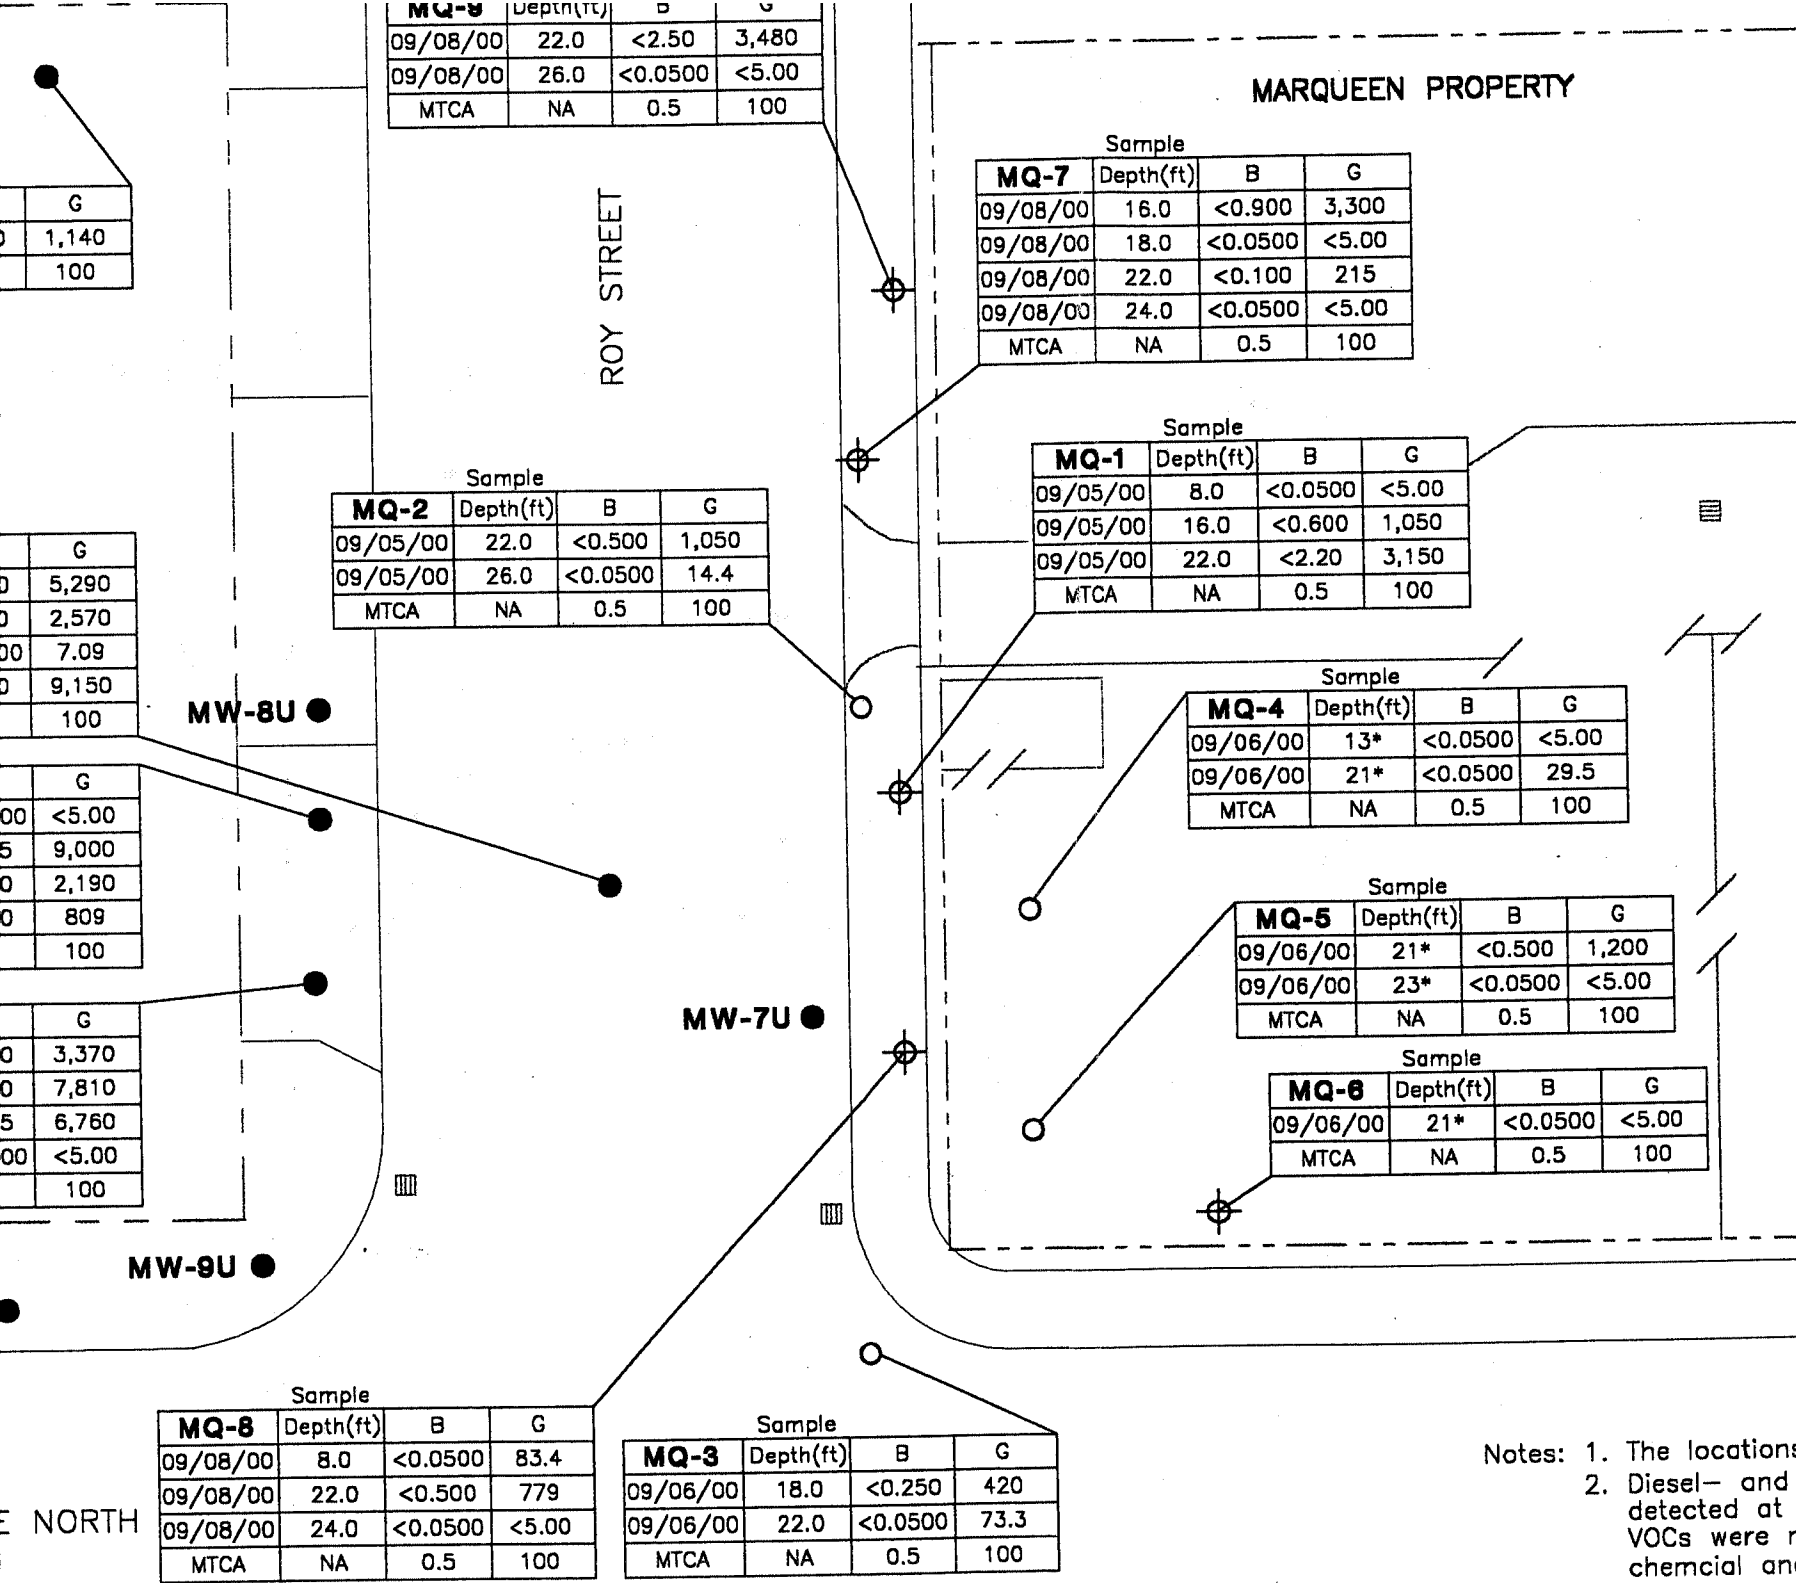 MQ-9 Depth(ft) B G
09/08/00 22.0 <2.50 3,480
09/08/00 26.0 <0.0500 <5.00
MTCA NA 0.5 100
MARQUEEN PROPERTY
Sample
MQ-7 Depth(ft) B G
09/08/00 16.0 <0.900 3,300
09/08/00 18.0 <0.0500 <5.00
09/08/00 22.0 <0.100 215
09/08/00 24.0 <0.0500 <5.00
MTCA NA 0.5 100
G
1,140
100
ROY STREET
Sample
MQ-1 Depth(ft) B G
09/05/00 8.0 <0.0500 <5.00
09/05/00 16.0 <0.600 1,050
09/05/00 22.0 <2.20 3,150
MTCA NA 0.5 100
Sample
MQ-2 Depth(ft) B G
09/05/00 22.0 <0.500 1,050
09/05/00 26.0 <0.0500 14.4
MTCA NA 0.5 100
G
0 5,290
0 2,570
00 7.09
0 9,150
100
MW-8U
Sample
MQ-4 Depth(ft) B G
09/06/00 13* <0.0500 <5.00
09/06/00 21* <0.0500 29.5
MTCA NA 0.5 100
G
00 <5.00
5 9,000
0 2,190
0 809
100
Sample
MQ-5 Depth(ft) B G
09/06/00 21* <0.500 1,200
09/06/00 23* <0.0500 <5.00
MTCA NA 0.5 100
MW-7U
G
0 3,370
0 7,810
5 6,760
00 <5.00
100
Sample
MQ-6 Depth(ft) B G
09/06/00 21* <0.0500 <5.00
MTCA NA 0.5 100
MW-9U
Sample
MQ-8 Depth(ft) B G
09/08/00 8.0 <0.0500 83.4
09/08/00 22.0 <0.500 779
09/08/00 24.0 <0.0500 <5.00
MTCA NA 0.5 100
Sample
MQ-3 Depth(ft) B G
09/06/00 18.0 <0.250 420
09/06/00 22.0 <0.0500 73.3
MTCA NA 0.5 100
E NORTH
Notes: 1. The locations
2. Diesel- and
detected at
VOCs were
chemcial and